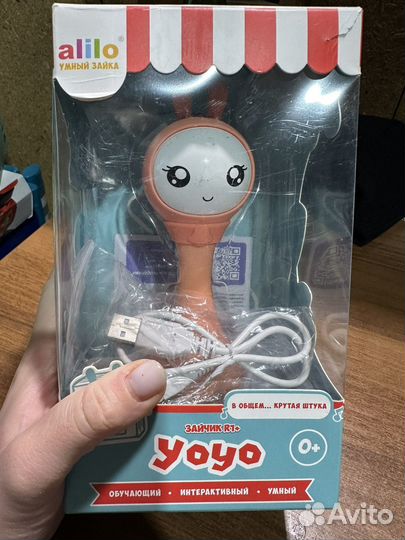 alilo®
УМНЫЙ ЗАЙКА
В ОБЩЕМ... КРУТАЯ ШТУКА
ЗАЙЧИК R1+
yoyo
0+
ОБУЧАЮЩИЙ • ИНТЕРАКТИВНЫЙ • УМНЫЙ
Avito